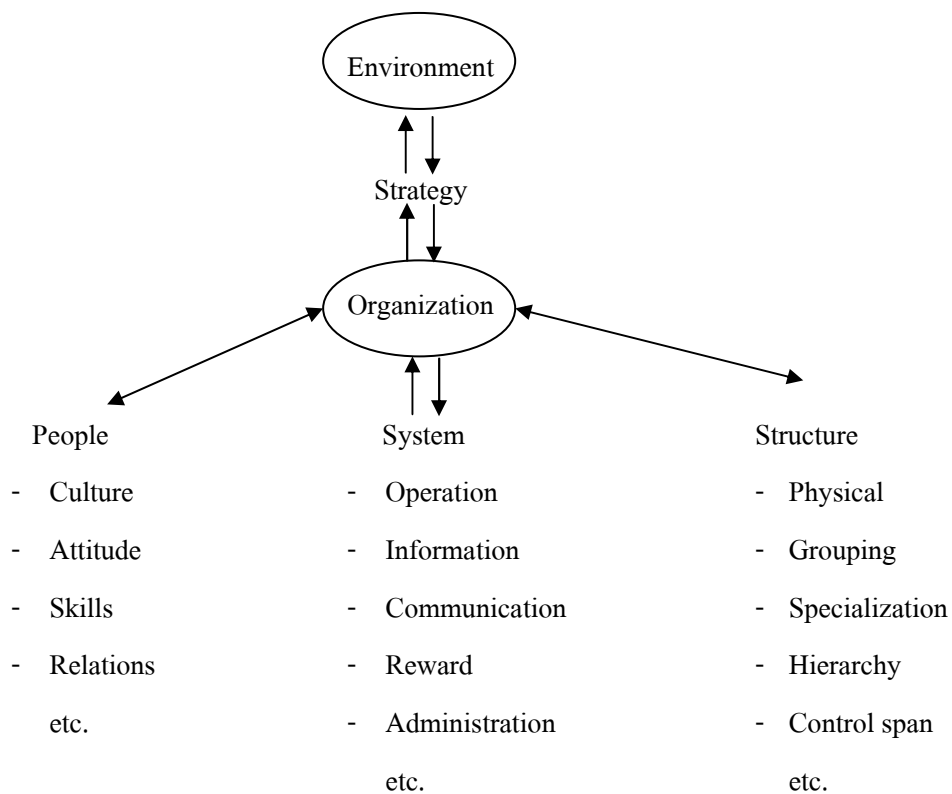 Environment
Strategy
Organization
People
- Culture
- Attitude
- Skills
- Relations
etc.
System
- Operation
- Information
- Communication
- Reward
- Administration
etc.
Structure
- Physical
- Grouping
- Specialization
- Hierarchy
- Control span
etc.